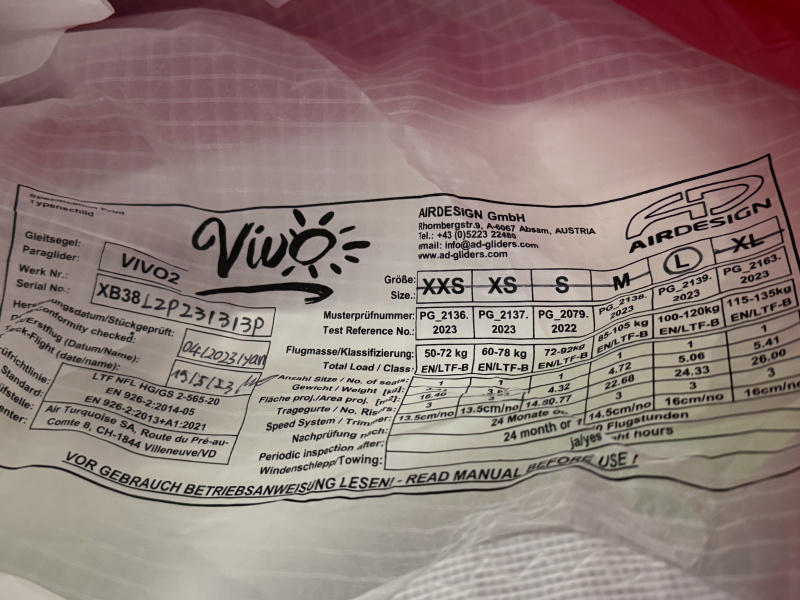 Specification Print
Typenschild
Gleitsegel:
Paraglider:
VIVO2
Werk Nr.:
Serial No.:
XB38L2P231313P
Conformity checked:
04/2023
Erstflug (Datum/Name):
Check-Flight (date/name):
19/5/23
Standard:
LTF NFL HG/GS 2-565-20
EN 926-2:2014-05
EN 926-2:2013+A1:2021
Air Turquoise SA, Route du Pré-au-
Comte 8, CH-1844 Villeneuve/VD
Vivo
AIRDESIGN GmbH
Rhombergstr.9, A-6067 Absam, AUSTRIA
Tel.: +43 (0)5223 22480
email: info@ad-gliders.com
www.ad-gliders.com
AIRDESIGN
Größe:
Size.:
XXS XS S M L XL
Musterprüfnummer:
Test Reference No.:
PG_2136. PG_2137. PG_2079. PG_2138. PG_2139. PG_2163.
2023 2023 2022 2023 2023 2023
Flugmasse/Klassifizierung:
Total Load / Class:
50-72 kg 60-78 kg 72-92kg 85-105 kg 100-120kg 115-135kg
EN/LTF-B EN/LTF-B EN/LTF-B EN/LTF-B EN/LTF-B EN/LTF-B
Anzahl Sitze / No. of seats:
1 1 1 1 1 1
Gewicht / Weight [kg]:
4.32 4.72 5.06 5.41
Fläche proj./Area proj. [m²]:
22.68 24.33 26.00
Tragegurte / No. Risers:
3 3 3 3
Speed System / Trimmer:
13.5cm/no 13.5cm/no 14.5cm/no 16cm/no 16cm/no
Nachprüfung nach:
24 Monate Flugstunden
Periodic inspection after:
24 month or hours
Windenschlepp/Towing:
ja/yes
VOR GEBRAUCH BETRIEBSANWEISUNG LESEN! - READ MANUAL BEFORE USE !